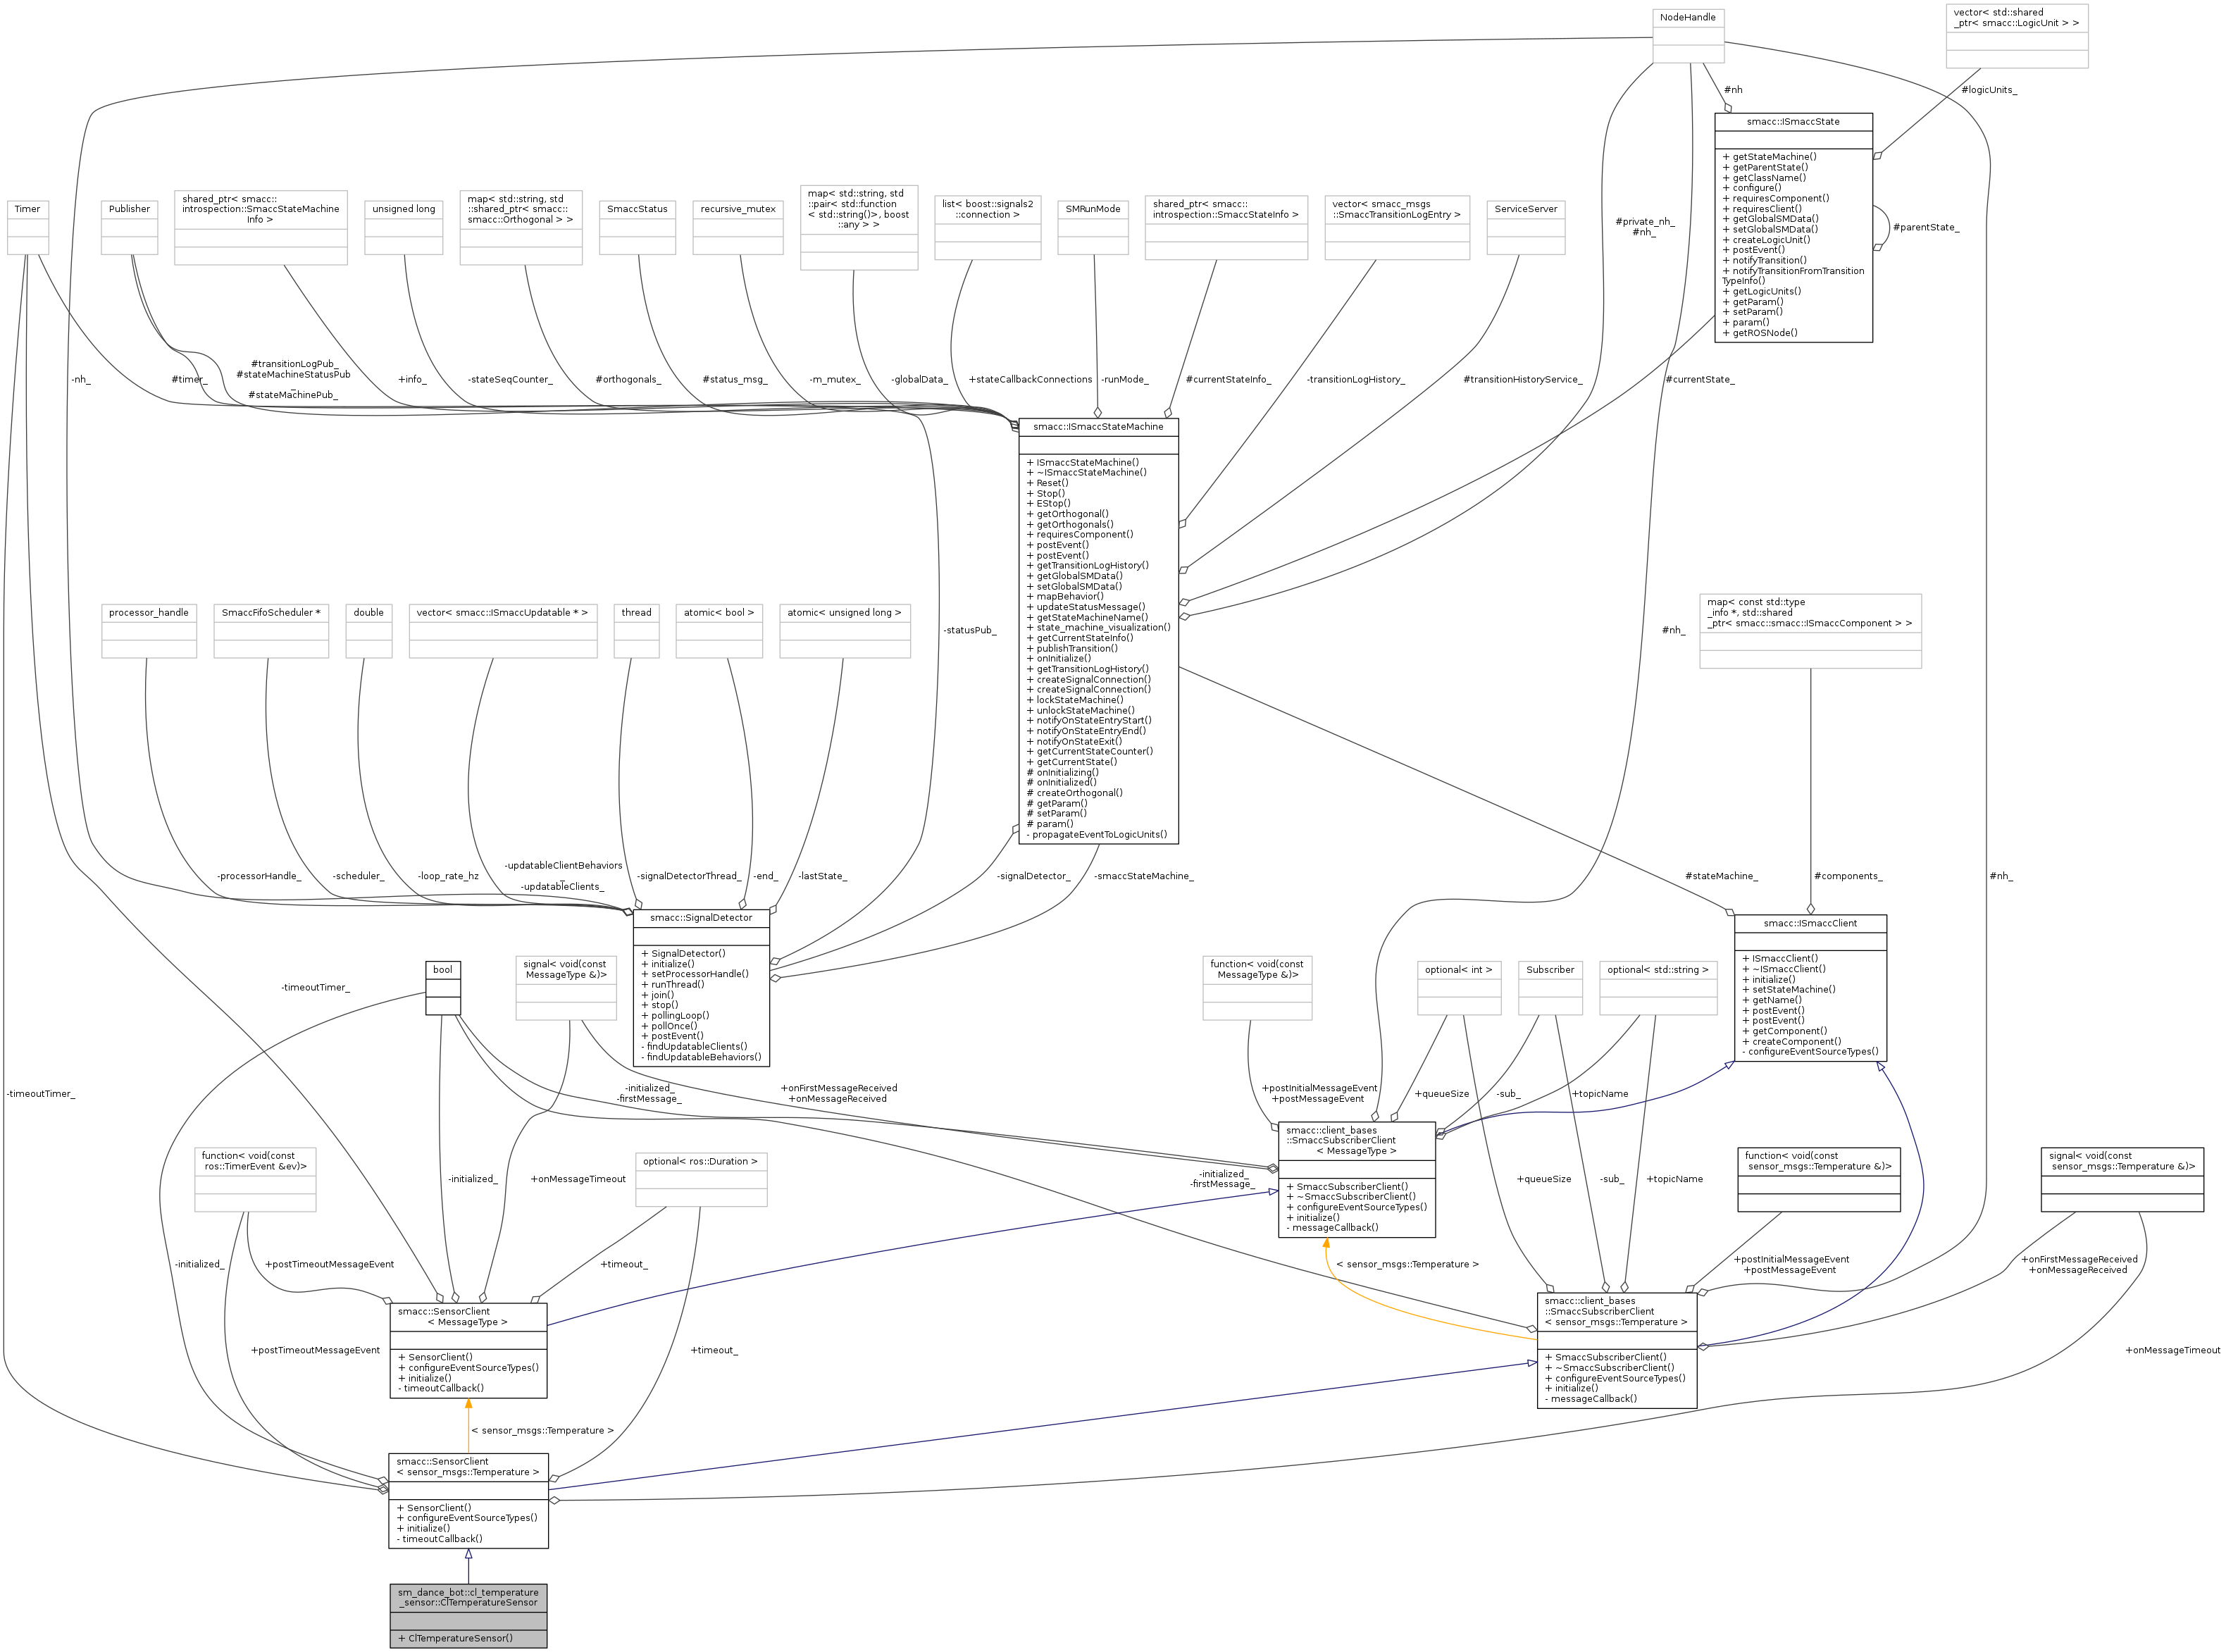 NodeHandle
vector< std::shared
_ptr< smacc::LogicUnit > >
#nh
#logicUnits_
smacc::ISmaccState
+ getStateMachine()
+ getParentState()
+ getClassName()
+ configure()
+ requiresComponent()
+ requiresClient()
+ getGlobalSMData()
+ setGlobalSMData()
+ createLogicUnit()
+ postEvent()
+ notifyTransition()
+ notifyTransitionFromTransition
TypeInfo()
+ getLogicUnits()
+ getParam()
+ setParam()
+ param()
+ getROSNode()
#parentState_
Timer
Publisher
shared_ptr< smacc::
introspection::SmaccStateMachine
Info >
unsigned long
map< std::string, std
::shared_ptr< smacc::
smacc::Orthogonal > >
SmaccStatus
recursive_mutex
map< std::string, std
::pair< std::function
< std::string()>, boost
::any > >
list< boost::signals2
::connection >
SMRunMode
shared_ptr< smacc::
introspection::SmaccStateInfo >
vector< smacc_msgs
::SmaccTransitionLogEntry >
ServiceServer
#private_nh_
#nh_
-nh_
#timer_
#transitionLogPub_
#stateMachineStatusPub
_
#stateMachinePub_
+info_
-stateSeqCounter_
#orthogonals_
#status_msg_
-m_mutex_
-globalData_
+stateCallbackConnections
-runMode_
#currentStateInfo_
-transitionLogHistory_
#transitionHistoryService_
#currentState_
smacc::ISmaccStateMachine
+ ISmaccStateMachine()
+ ~ISmaccStateMachine()
+ Reset()
+ Stop()
+ EStop()
+ getOrthogonal()
+ getOrthogonals()
+ requiresComponent()
+ postEvent()
+ postEvent()
+ getTransitionLogHistory()
+ getGlobalSMData()
+ setGlobalSMData()
+ mapBehavior()
+ updateStatusMessage()
+ getStateMachineName()
+ state_machine_visualization()
+ getCurrentStateInfo()
+ publishTransition()
+ onInitialize()
+ getTransitionLogHistory()
+ createSignalConnection()
+ createSignalConnection()
+ lockStateMachine()
+ unlockStateMachine()
+ notifyOnStateEntryStart()
+ notifyOnStateEntryEnd()
+ notifyOnStateExit()
+ getCurrentStateCounter()
+ getCurrentState()
# onInitializing()
# onInitialized()
# createOrthogonal()
# getParam()
# setParam()
# param()
- propagateEventToLogicUnits()
processor_handle
SmaccFifoScheduler *
double
vector< smacc::ISmaccUpdatable * >
thread
atomic< bool >
atomic< unsigned long >
-statusPub_
#nh_
map< const std::type
_info *, std::shared
_ptr< smacc::smacc::ISmaccComponent > >
-processorHandle_
-scheduler_
-loop_rate_hz
-updatableClientBehaviors
_
-updatableClients_
-signalDetectorThread_
-end_
-lastState_
-signalDetector_
-smaccStateMachine_
#stateMachine_
#components_
#nh_
smacc::SignalDetector
+ SignalDetector()
+ initialize()
+ setProcessorHandle()
+ runThread()
+ join()
+ stop()
+ pollingLoop()
+ pollOnce()
+ postEvent()
- findUpdatableClients()
- findUpdatableBehaviors()
smacc::ISmaccClient
+ ISmaccClient()
+ ~ISmaccClient()
+ initialize()
+ setStateMachine()
+ getName()
+ postEvent()
+ postEvent()
+ getComponent()
+ createComponent()
- configureEventSourceTypes()
bool
signal< void(const
MessageType &)>
function< void(const
MessageType &)>
optional< int >
Subscriber
optional< std::string >
-timeoutTimer_
-timeoutTimer_
-initialized_
-firstMessage_
+onFirstMessageReceived
+onMessageReceived
+postInitialMessageEvent
+postMessageEvent
+queueSize
-sub_
+topicName
function< void(const
ros::TimerEvent &ev)>
-initialized_
+onMessageTimeout
optional< ros::Duration >
-initialized_
-firstMessage_
smacc::client_bases
::SmaccSubscriberClient
< MessageType >
+ SmaccSubscriberClient()
+ ~SmaccSubscriberClient()
+ configureEventSourceTypes()
+ initialize()
- messageCallback()
+queueSize
-sub_
+topicName
function< void(const
sensor_msgs::Temperature &)>
signal< void(const
sensor_msgs::Temperature &)>
-initialized_
+postTimeoutMessageEvent
+timeout_
< sensor_msgs::Temperature >
+postInitialMessageEvent
+postMessageEvent
+onFirstMessageReceived
+onMessageReceived
smacc::SensorClient
< MessageType >
+ SensorClient()
+ configureEventSourceTypes()
+ initialize()
- timeoutCallback()
smacc::client_bases
::SmaccSubscriberClient
< sensor_msgs::Temperature >
+ SmaccSubscriberClient()
+ ~SmaccSubscriberClient()
+ configureEventSourceTypes()
+ initialize()
- messageCallback()
+postTimeoutMessageEvent
+timeout_
+onMessageTimeout
< sensor_msgs::Temperature >
smacc::SensorClient
< sensor_msgs::Temperature >
+ SensorClient()
+ configureEventSourceTypes()
+ initialize()
- timeoutCallback()
sm_dance_bot::cl_temperature
_sensor::ClTemperatureSensor
+ ClTemperatureSensor()